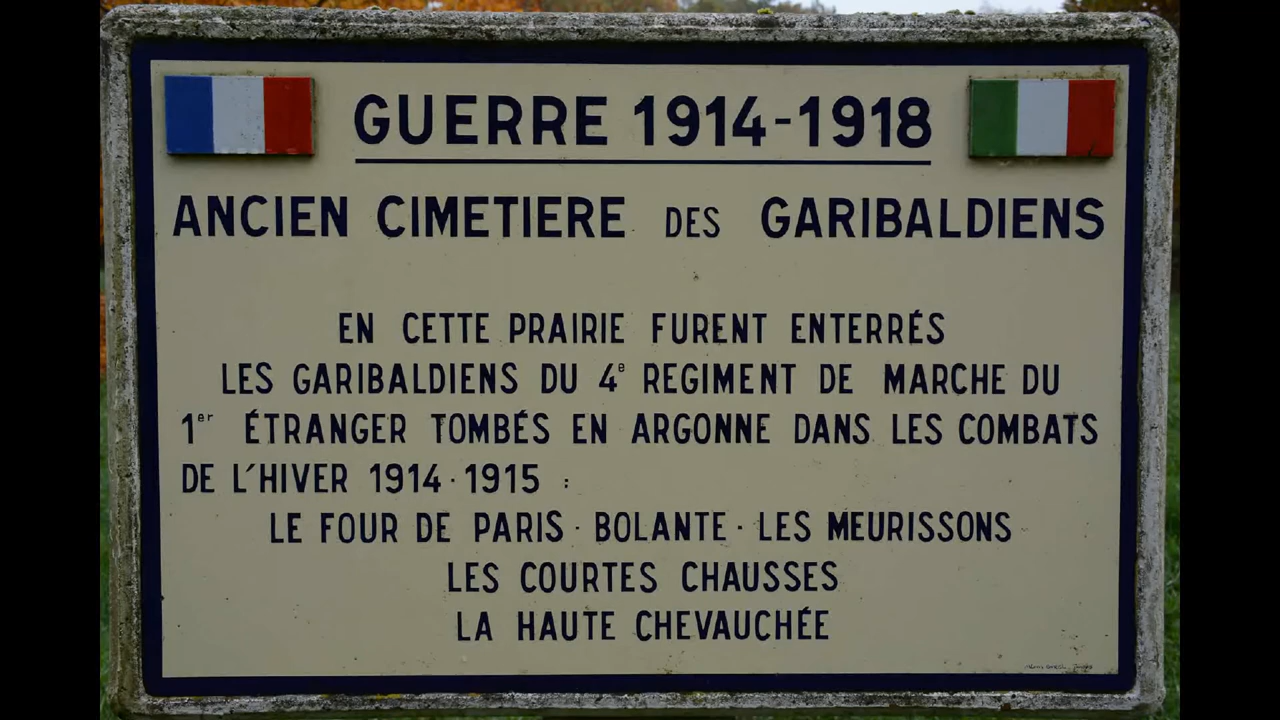 GUERRE 1914-1918
ANCIEN CIMETIERE DES GARIBALDIENS
EN CETTE PRAIRIE FURENT ENTERRÉS
LES GARIBALDIENS DU 4e REGIMENT DE MARCHE DU
1er ÉTRANGER TOMBÉS EN ARGONNE DANS LES COMBATS
DE L'HIVER 1914·1915 :
LE FOUR DE PARIS · BOLANTE · LES MEURISSONS
LES COURTES CHAUSSES
LA HAUTE CHEVAUCHÉE